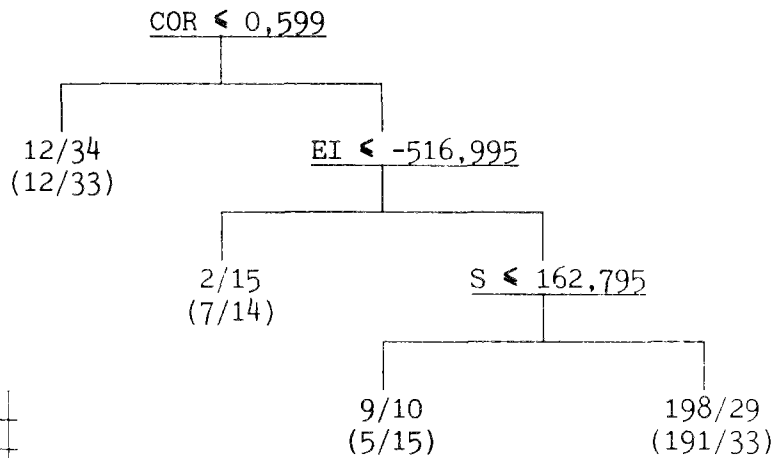 COR ≤ 0,599
12/34
(12/33)
EI ≤ -516,995
2/15
(7/14)
S ≤ 162,795
9/10
(5/15)
198/29
(191/33)